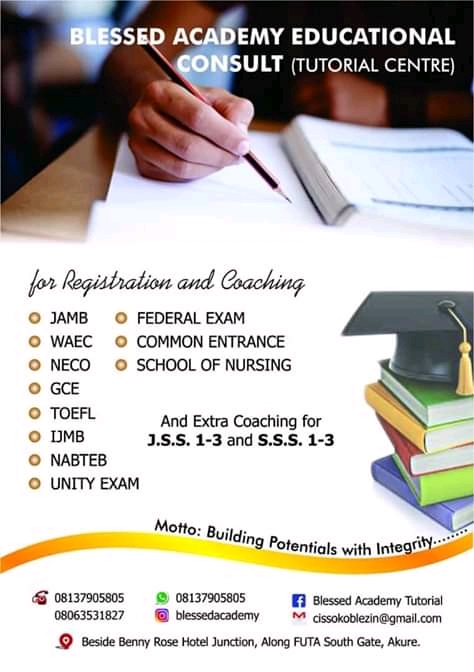 BLESSED ACADEMY EDUCATIONAL
CONSULT (TUTORIAL CENTRE)
for Registration and Coaching
JAMB
WAEC
NECO
GCE
TOEFL
IJMB
NABTEB
UNITY EXAM
FEDERAL EXAM
COMMON ENTRANCE
SCHOOL OF NURSING
And Extra Coaching for
J.S.S. 1-3 and S.S.S. 1-3
Motto: Building Potentials with Integrity........
08137905805
08063531827
08137905805
blessedacademy
Blessed Academy Tutorial
cissokoblezin@gmail.com
Beside Benny Rose Hotel Junction, Along FUTA South Gate, Akure.